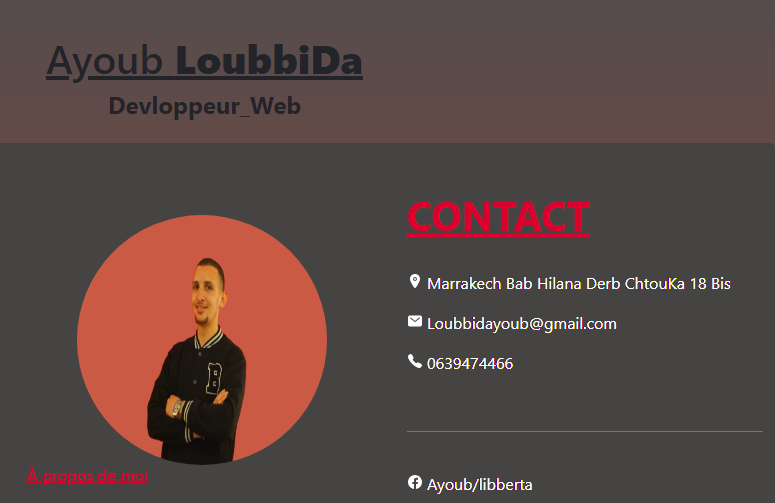 Ayoub LoubbiDa
Devloppeur_Web
CONTACT
Marrakech Bab Hilana Derb ChtouKa 18 Bis
Loubbidayoub@gmail.com
0639474466
B
À propos de moi
Ayoub/libberta